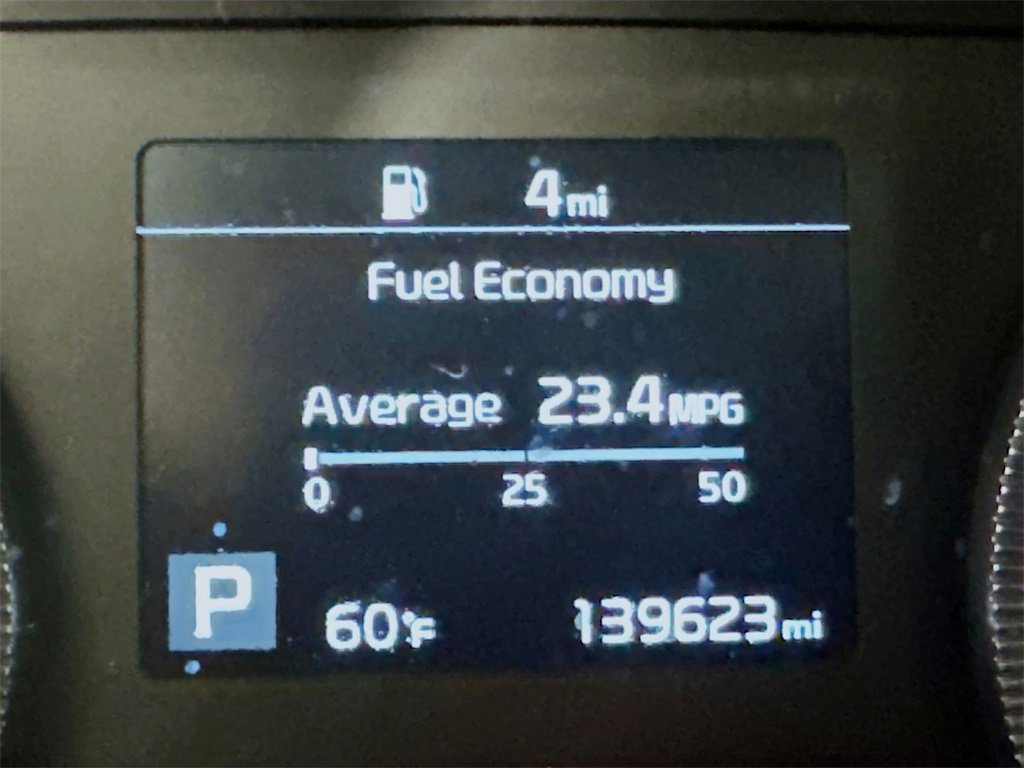 4mi
Fuel Economy
Average 23.4MPG
0 25 50
P
60°F 139623mi